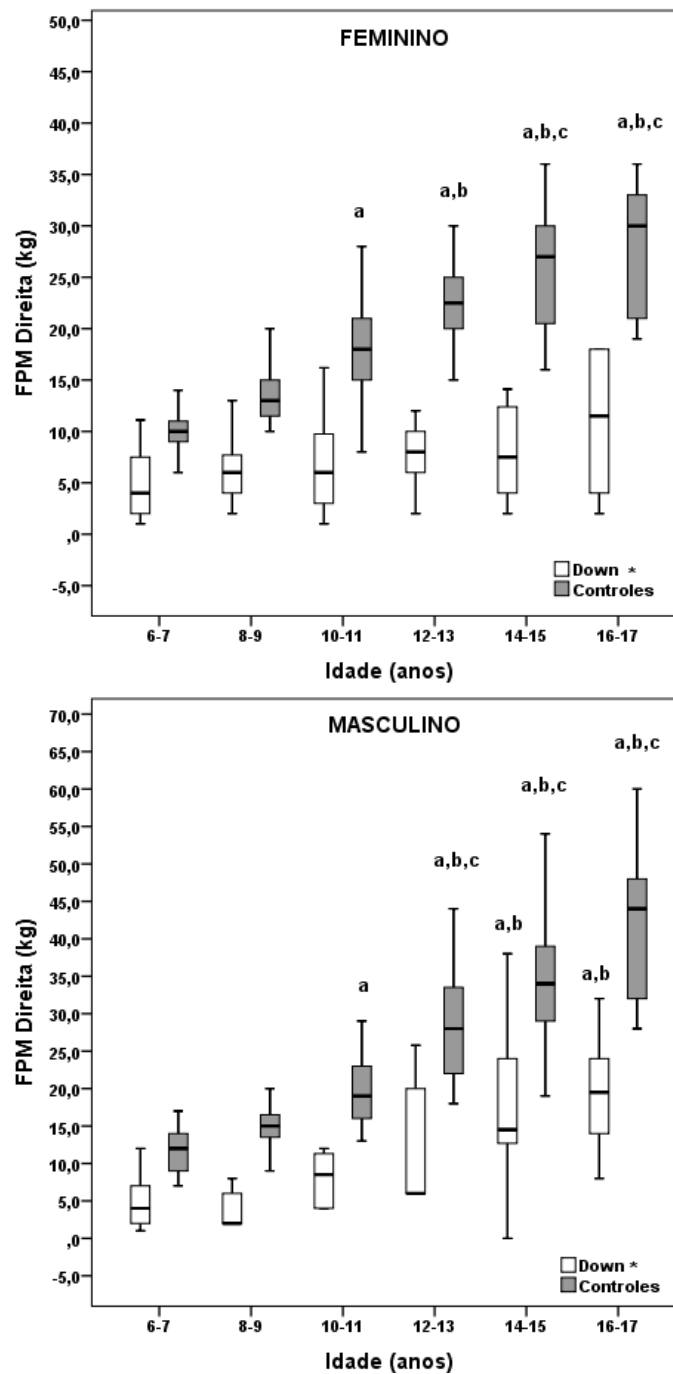 FEMININO
50,0
45,0
40,0
35,0
30,0
25,0
20,0
15,0
10,0
5,0
,0
-5,0
FPM Direita (kg)
a
a,b
a,b,c
a,b,c
Down *
Controles
6-7
8-9
10-11
12-13
14-15
16-17
Idade (anos)
MASCULINO
70,0
65,0
60,0
55,0
50,0
45,0
40,0
35,0
30,0
25,0
20,0
15,0
10,0
5,0
,0
-5,0
FPM Direita (kg)
a
a,b,c
a,b
a,b,c
a,b
a,b,c
Down *
Controles
6-7
8-9
10-11
12-13
14-15
16-17
Idade (anos)